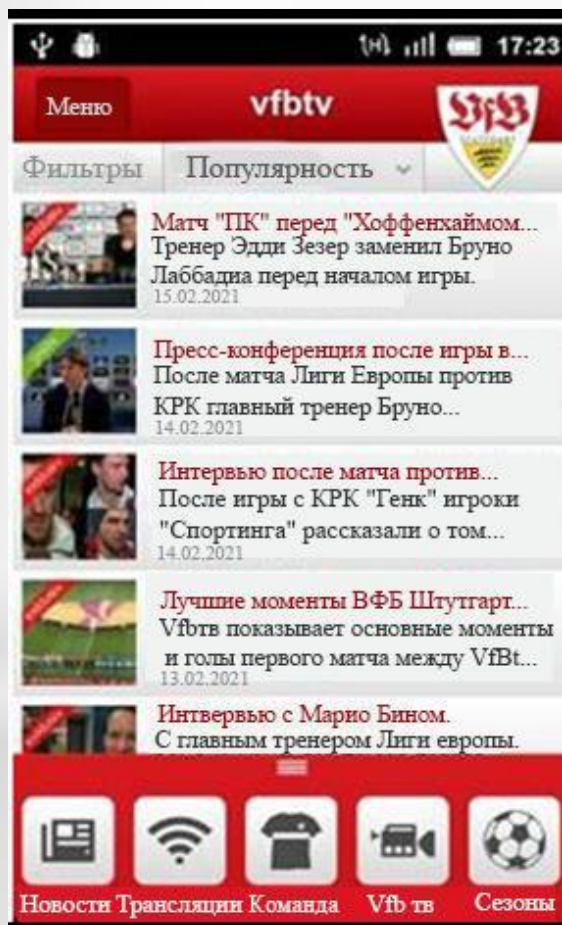 17:23
Меню
vfbtv
VfB
Фильтры
Популярность
Матч "ПК" перед "Хоффенхаймом...
Тренер Эдди Зезер заменил Бруно
Лаббадиа перед началом игры.
15.02.2021
Пресс-конференция после игры в...
После матча Лиги Европы против
КРК главный тренер Бруно...
14.02.2021
Интервью после матча против...
После игры с КРК "Генк" игроки
"Спортинга" рассказали о том...
14.02.2021
Лучшие моменты ВФБ Штутгарт...
Vfbтв показывает основные моменты
и голы первого матча между VfBt...
13.02.2021
Интвервью с Марио Бином.
С главным тренером Лиги европы.
Новости Трансляции Команда Vfb тв Сезоны